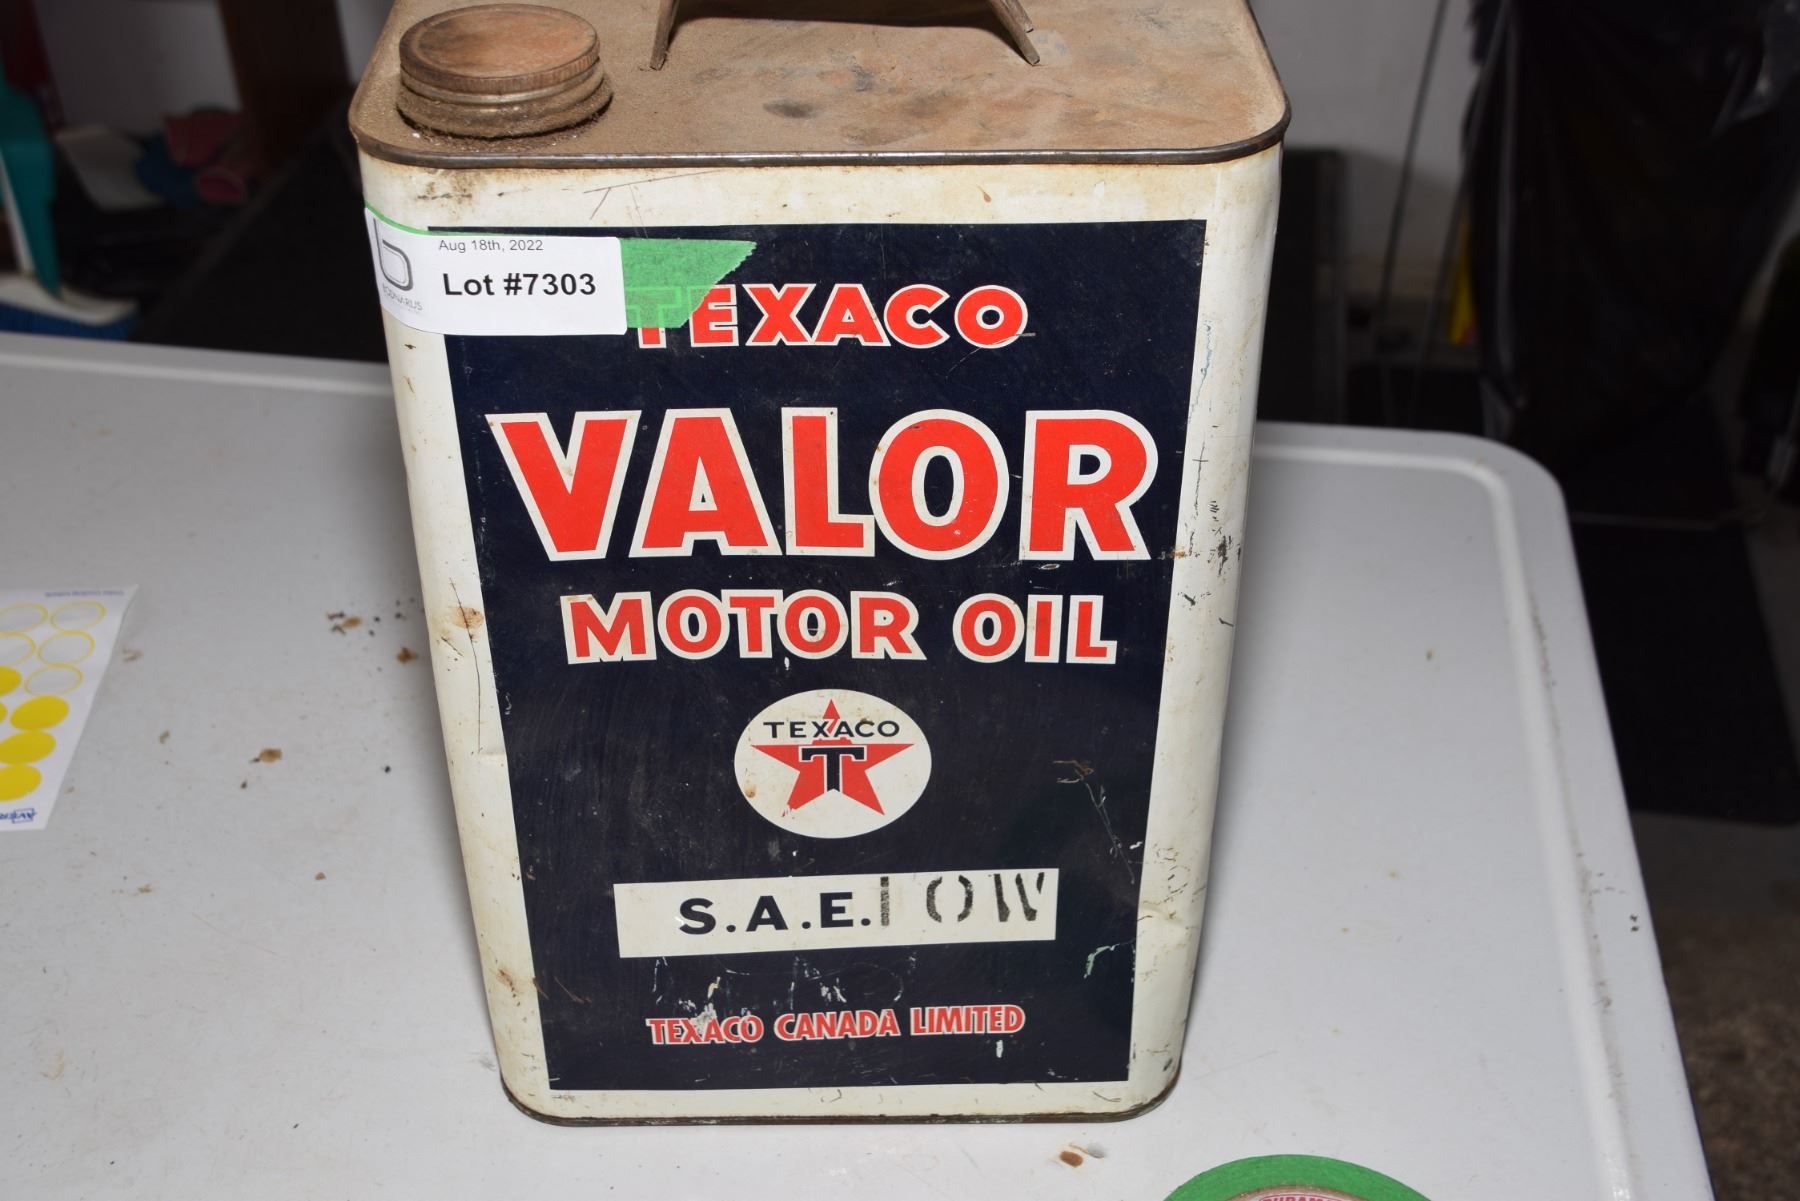 Aug 18th, 2022
Lot #7303
TEXACO
VALOR
MOTOR OIL
TEXACO
T
S.A.E. 10W
TEXACO CANADA LIMITED